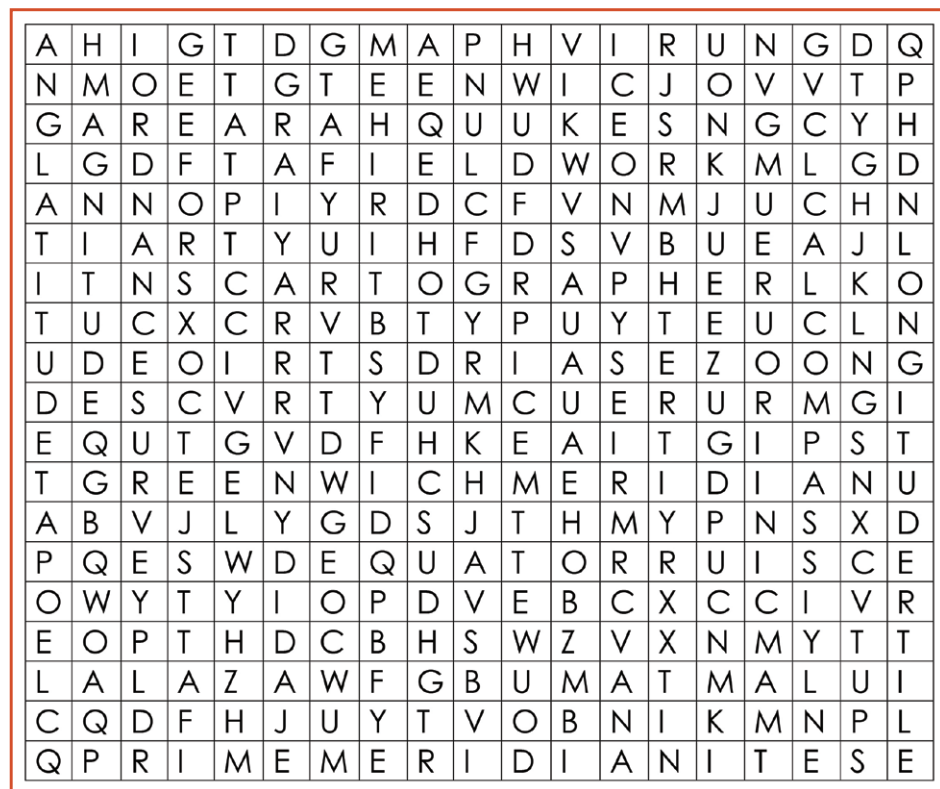 A H I G T D G M A P H V I R U N G D Q
N M O E T G T E E N W I C J O V V T P
G A R E A R A H Q U U K E S N G C Y H
L G D F T A F I E L D W O R K M L G D
A N N O P I Y R D C F V N M J U C H N
T I A R T Y U I H F D S V B U E A J L
I T N S C A R T O G R A P H E R L K O
T U C X C R V B T Y P U Y T E U C L N
U D E O I R T S D R I A S E Z O O N G
D E S C V R T Y U M C U E R U R M G I
E Q U T G V D F H K E A I T G I P S T
T G R E E N W I C H M E R I D I A N U
A B V J L Y G D S J T H M Y P N S X D
P Q E S W D E Q U A T O R R U I S C E
O W Y T Y I O P D V E B C X C C I V R
E O P T H D C B H S W Z V X N M Y T T
L A L A Z A W F G B U M A T M A L U I
C Q D F H J U Y T V O B N I K M N P L
Q P R I M E M E R I D I A N I T E S E